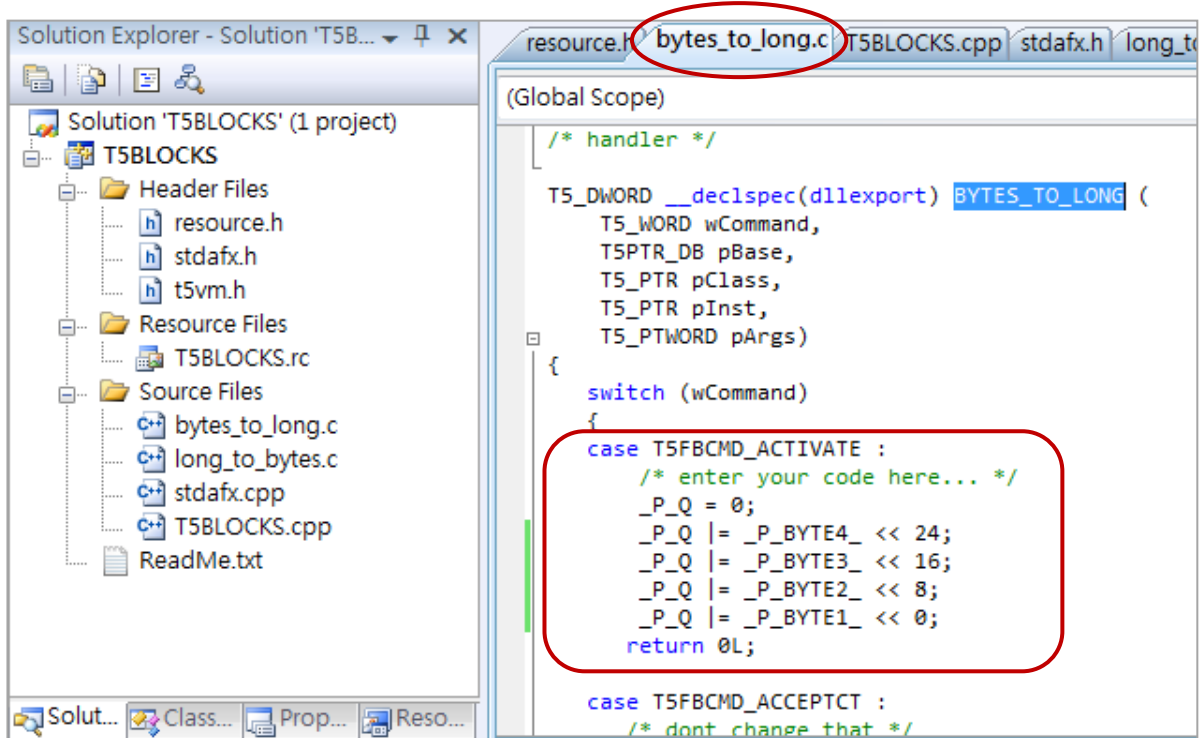 Solution Explorer - Solution 'T5B...
Solution 'T5BLOCKS' (1 project)
T5BLOCKS
Header Files
resource.h
stdafx.h
t5vm.h
Resource Files
T5BLOCKS.rc
Source Files
bytes_to_long.c
long_to_bytes.c
stdafx.cpp
T5BLOCKS.cpp
ReadMe.txt
Solut... Class... Prop... Reso...
resource.h bytes_to_long.c T5BLOCKS.cpp stdafx.h long_to
(Global Scope)
/* handler */
T5_DWORD __declspec(dllexport) BYTES_TO_LONG (
T5_WORD wCommand,
T5PTR_DB pBase,
T5_PTR pClass,
T5_PTR pInst,
T5_PTWORD pArgs)
{
switch (wCommand)
{
case T5FBCMD_ACTIVATE :
/* enter your code here... */
_P_Q = 0;
_P_Q |= _P_BYTE4_ << 24;
_P_Q |= _P_BYTE3_ << 16;
_P_Q |= _P_BYTE2_ << 8;
_P_Q |= _P_BYTE1_ << 0;
return 0L;
case T5FBCMD_ACCEPTCT :
/* dont change that */